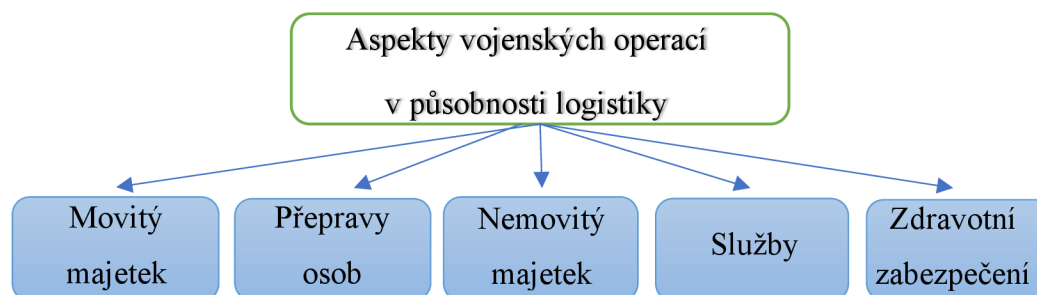 Aspekty vojenských operací
v působnosti logistiky
Movitý
majetek
Přepravy
osob
Nemovitý
majetek
Služby
Zdravotní
zabezpečení